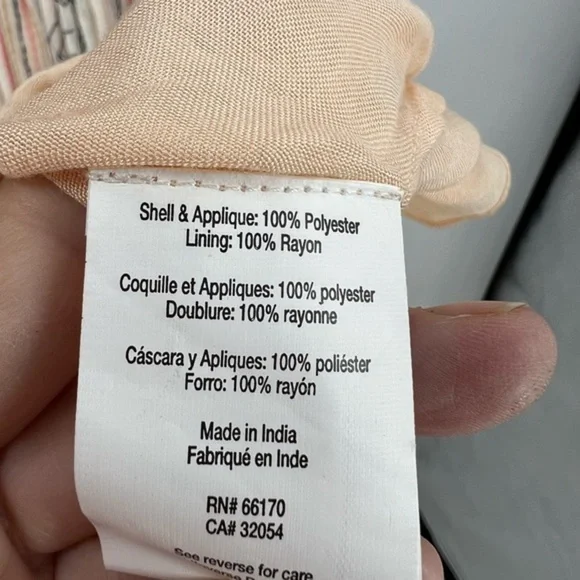 Shell & Applique: 100% Polyester
Lining: 100% Rayon
Coquille et Appliques: 100% polyester
Doublure: 100% rayonne
Cáscara y Apliques: 100% poliéster
Forro: 100% rayón
Made in India
Fabriqué en Inde
RN# 66170
CA# 32054
See reverse for care